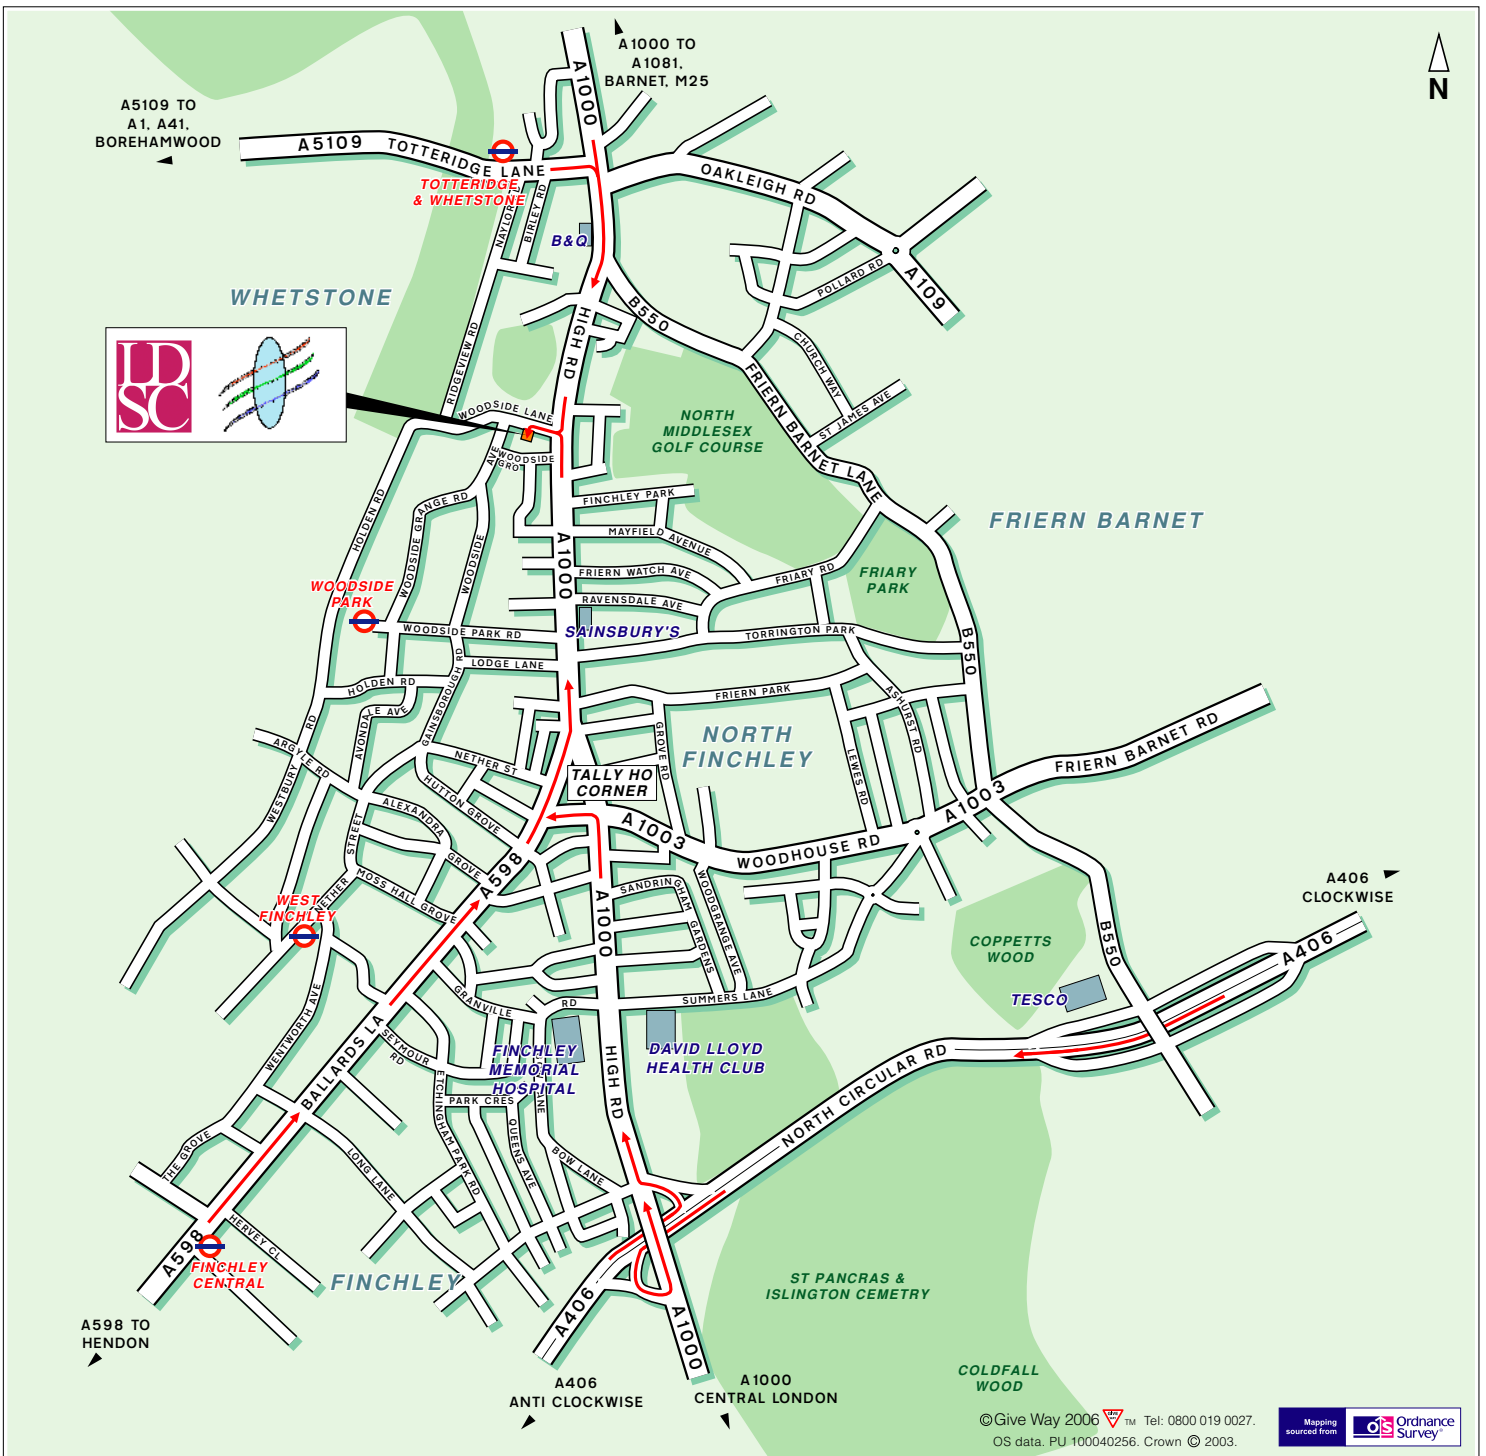 A1000 TO
A1081,
BARNET, M25
N
A5109 TO
A1, A41,
BOREHAMWOOD
A1000
A5109
TOTTERIDGE LANE
TOTTERIDGE
& WHETSTONE
OAKLEIGH RD
BIRLEY RD
B&Q
POLLARD RD
A109
WHETSTONE
B550
HIGH RD
RIDGEVIEW RD
CHURCH WAY
LDSC
FRIERN BARNET LANE
ST JAMES AVE
WOODSIDE LANE
NORTH
MIDDLESEX
GOLF COURSE
WOODSIDE
GRO
AVE
WOODSIDE
HOLDEN RD
WOODSIDE GRANGE RD
FINCHLEY PARK
FRIERN BARNET
MAYFIELD AVENUE
A1000
FRIERN WATCH AVE
FRIARY RD
FRIARY
PARK
WOODSIDE
PARK
RAVENSDALE AVE
SAINSBURY'S
WOODSIDE PARK RD
TORRINGTON PARK
B550
LODGE LANE
HOLDEN RD
GAINSBOROUGH RD
FRIERN PARK
ASHURST RD
AVONDALE AVE
ARGYLE RD
WESTBURY RD
NETHER ST
GROVE RD
NORTH
FINCHLEY
LEWES RD
FRIERN BARNET RD
TALLY HO
CORNER
HUTTON GROVE
ALEXANDRA
GROVE
A1003
WOODHOUSE RD
A1003
NETHER
STREET
MOSS HALL GROVE
A598
SANDRINGHAM GARDENS
WOODGRANGE AVE
A1000
WEST
FINCHLEY
A406
CLOCKWISE
COPPETTS
WOOD
B550
A406
TESCO
GRANVILLE
RD
SUMMERS LANE
WENTWORTH AVE
BALLARDS LA
SEYMOUR
RD
FINCHLEY
MEMORIAL
HOSPITAL
DAVID LLOYD
HEALTH CLUB
HIGH RD
NORTH CIRCULAR RD
ETCHINGHAM PARK RD
PARK CRES
QUEENS AVE
LANE
BOW LANE
THE GROVE
LONG LANE
HERVEY CL
A598
FINCHLEY
CENTRAL
FINCHLEY
ST PANCRAS &
ISLINGTON CEMETRY
A406
A1000
A598 TO
HENDON
A406
ANTI CLOCKWISE
A1000
CENTRAL LONDON
COLDFALL
WOOD
©Give Way 2006 TM Tel: 0800 019 0027.
OS data. PU 100040256. Crown © 2003.
Mapping
sourced from
OS
Ordnance
Survey®